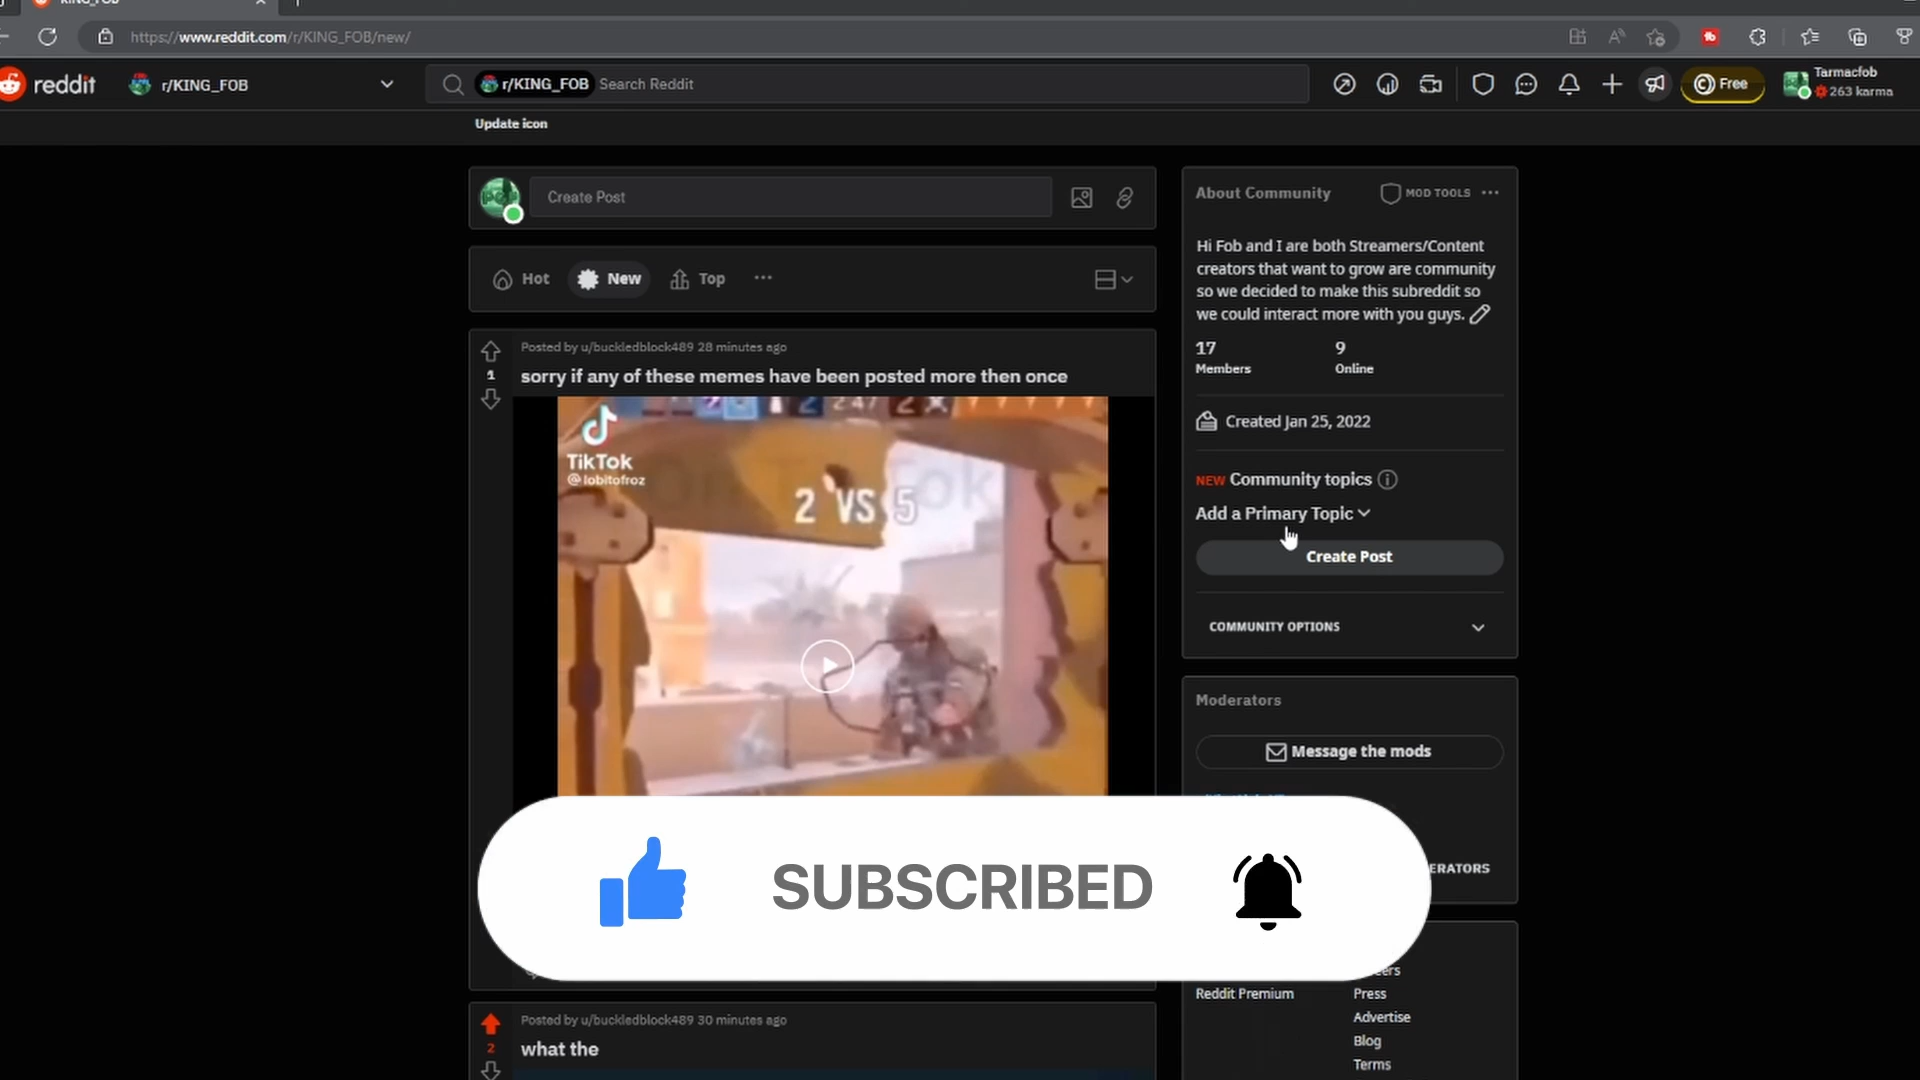 KING_FOB
https://www.reddit.com/r/KING_FOB/new/
reddit
r/KING_FOB
r/KING_FOB
Search Reddit
Free
Tarmacfob
263 karma
Update icon
Create Post
Hot
New
Top
Posted by u/buckledblock489 28 minutes ago
1
sorry if any of these memes have been posted more then once
TikTok
@lobitofroz
2 VS 5
About Community
MOD TOOLS
Hi Fob and I are both Streamers/Content
creators that want to grow are community
so we decided to make this subreddit so
we could interact more with you guys.
17
Members
9
Online
Created Jan 25, 2022
NEW Community topics
Add a Primary Topic
Create Post
COMMUNITY OPTIONS
Moderators
Message the mods
SUBSCRIBED
Reddit Premium
Press
Advertise
Blog
Terms
Posted by u/buckledblock489 30 minutes ago
2
what the